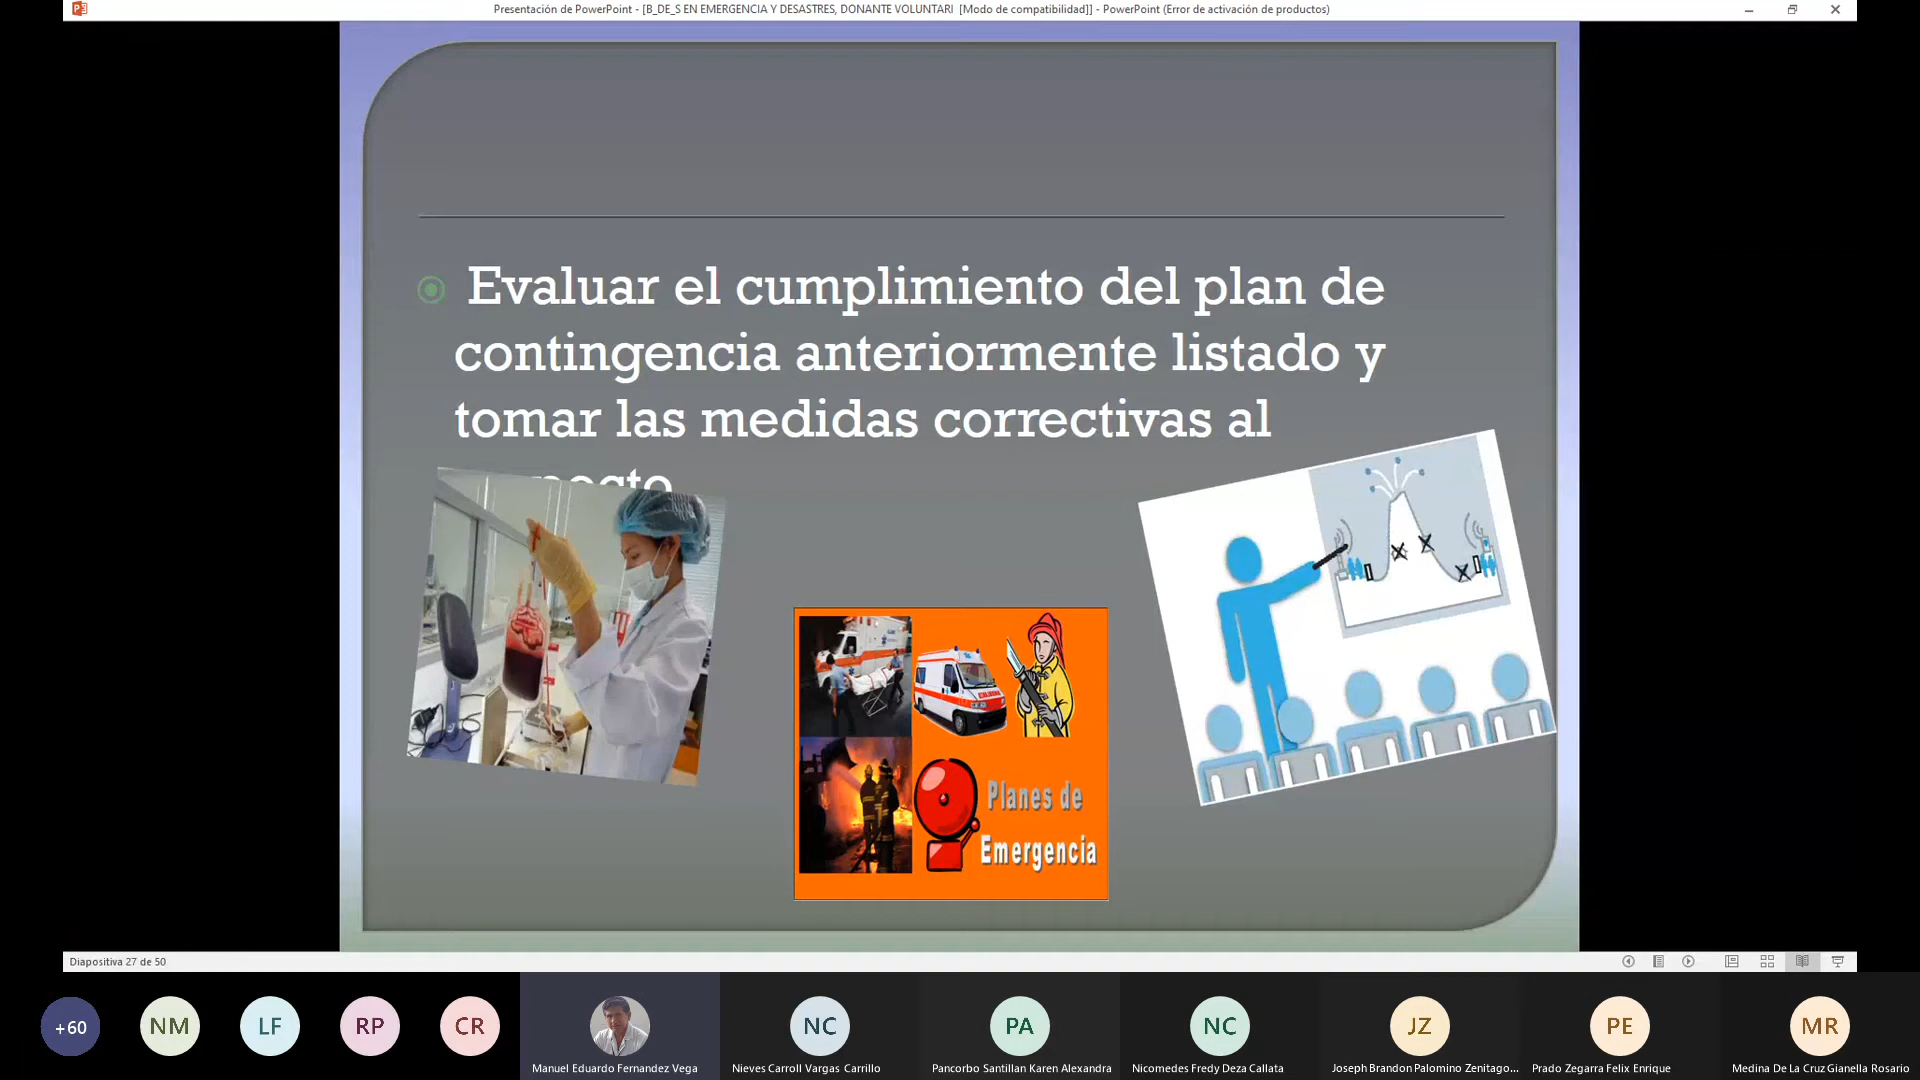 Presentación de PowerPoint - [B_DE_S EN EMERGENCIA Y DESASTRES, DONANTE VOLUNTARI [Modo de compatibilidad]] - PowerPoint (Error de activación de productos)
Evaluar el cumplimiento del plan de
contingencia anteriormente listado y
tomar las medidas correctivas al
Planes de
Emergencia
Diapositiva 27 de 50
+60
NM
LF
RP
CR
NC
PA
NC
JZ
PE
MR
Manuel Eduardo Fernandez Vega
Nieves Carroll Vargas Carrillo
Pancorbo Santillan Karen Alexandra
Nicomedes Fredy Deza Callata
Joseph Brandon Palomino Zenitago...
Prado Zegarra Felix Enrique
Medina De La Cruz Gianella Rosario